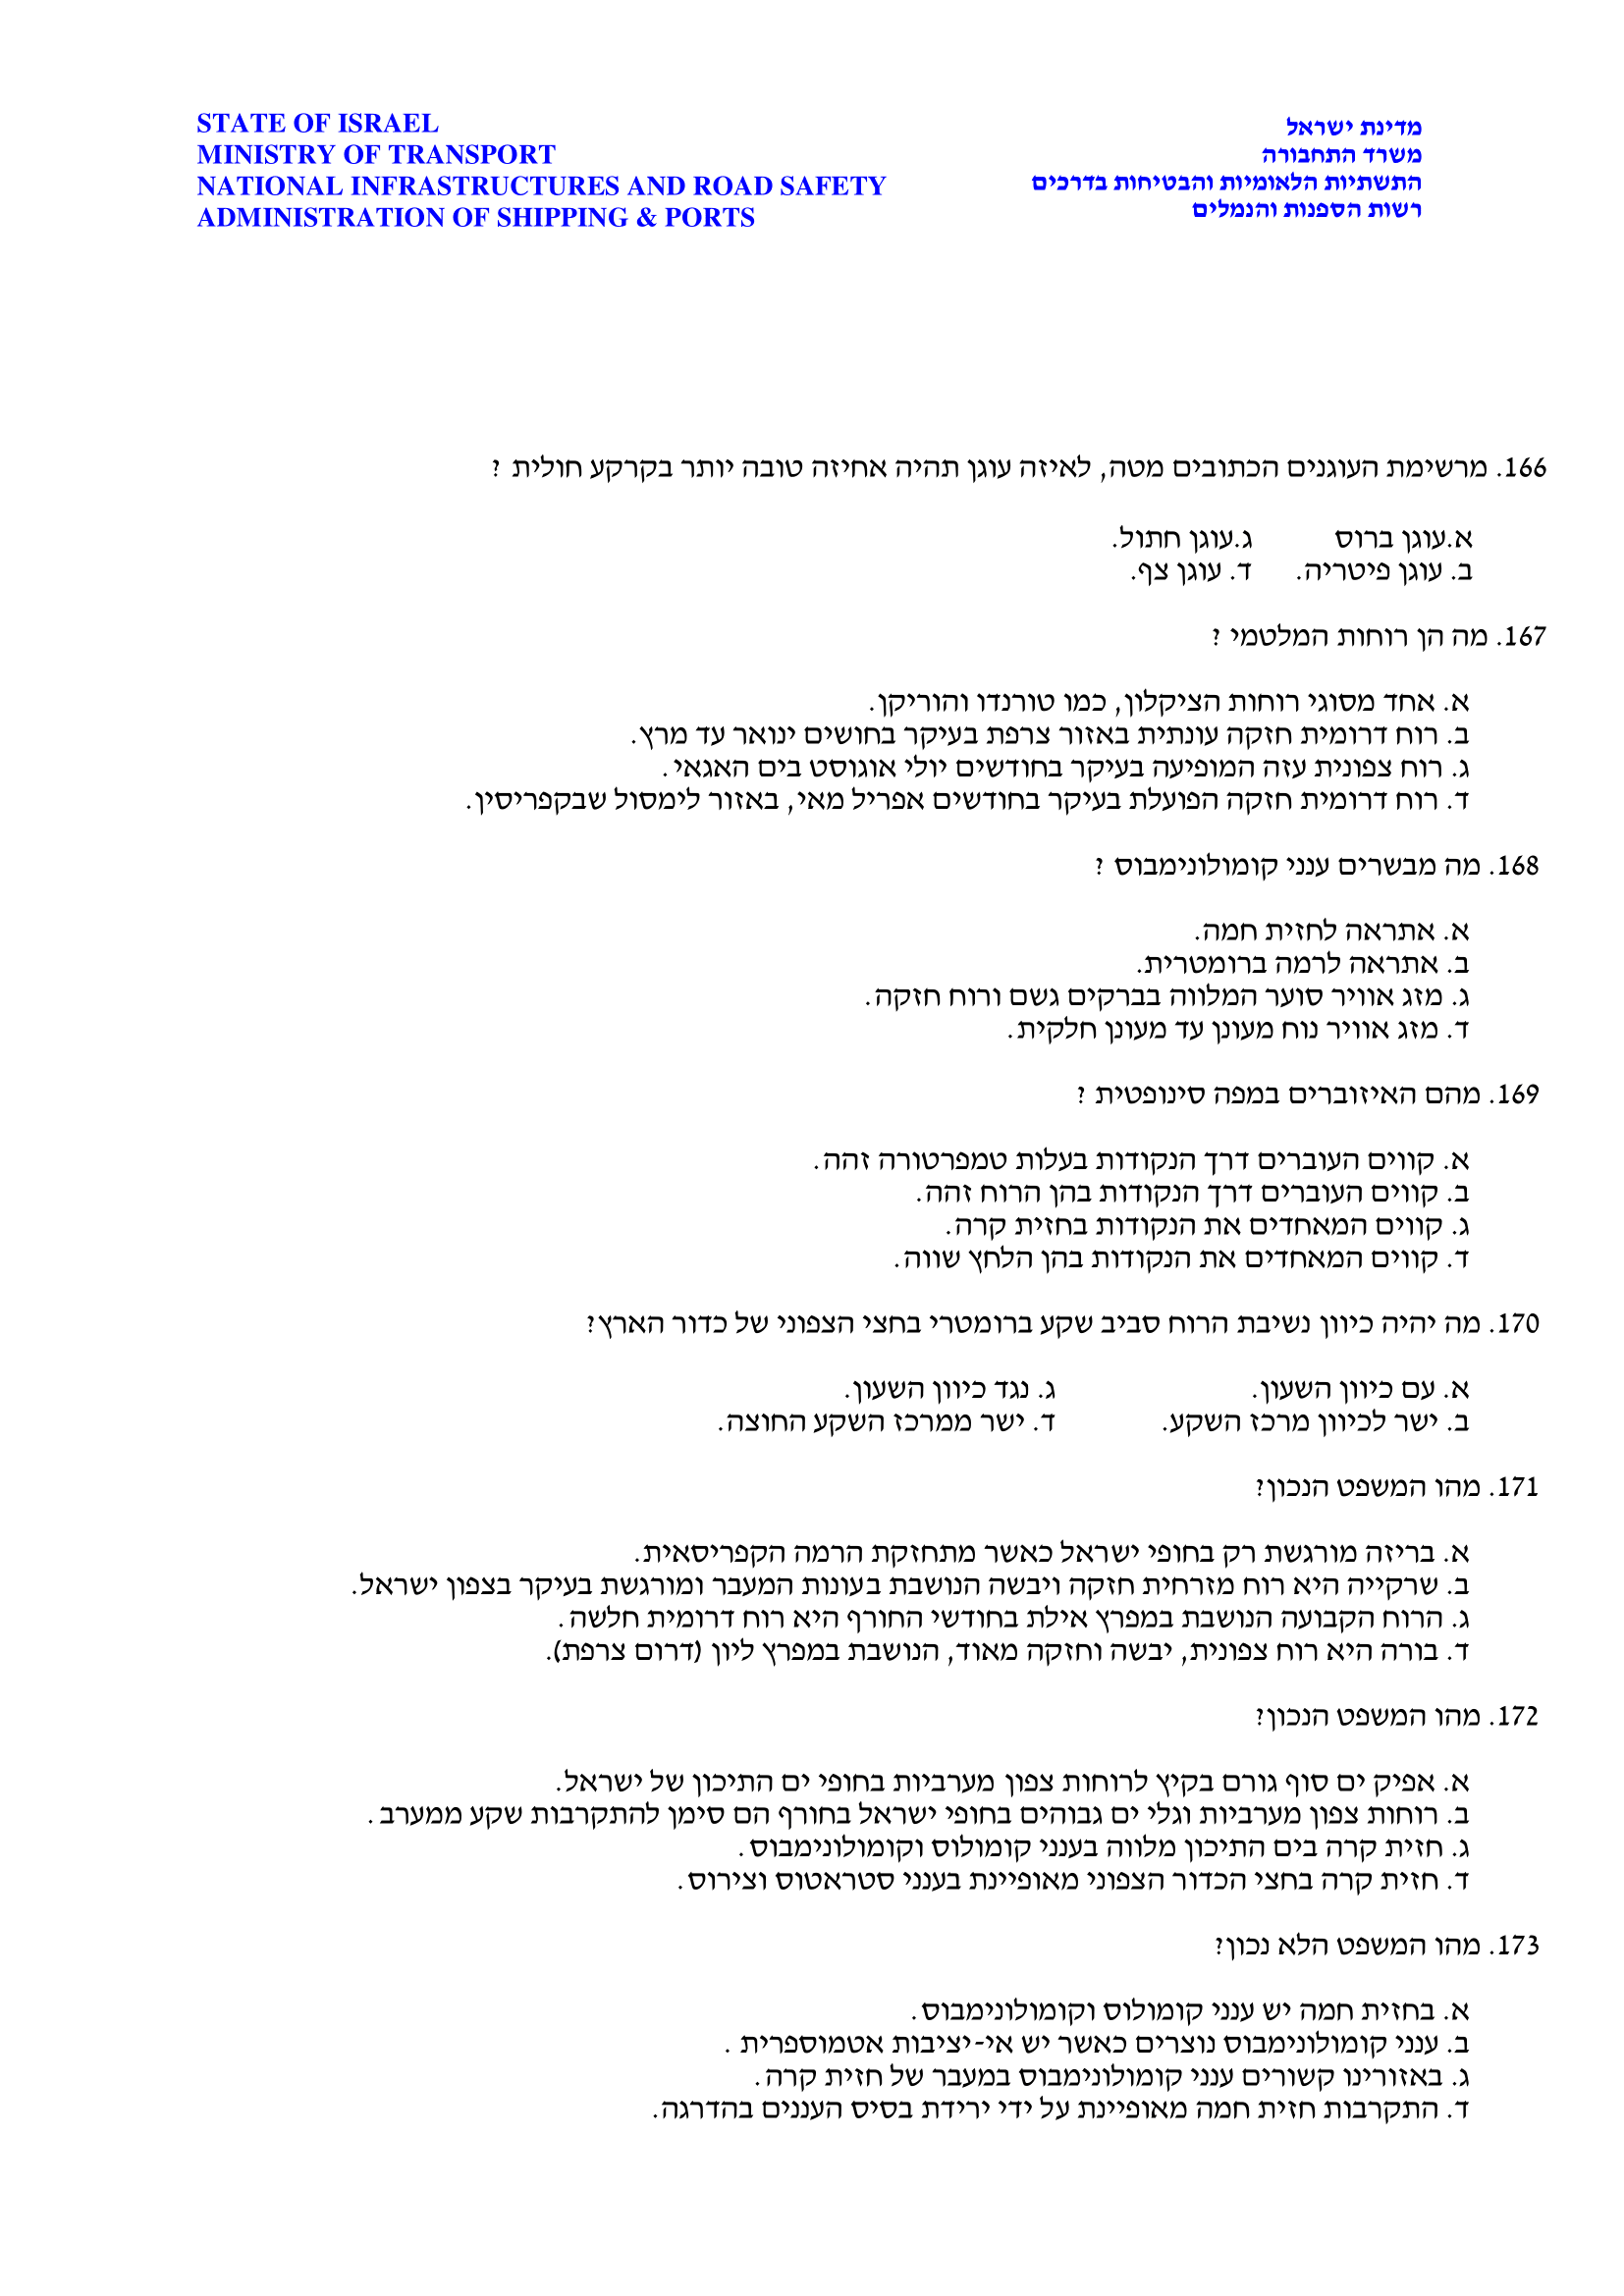 STATE OF ISRAEL
MINISTRY OF TRANSPORT
NATIONAL INFRASTRUCTURES AND ROAD SAFETY
ADMINISTRATION OF SHIPPING & PORTS
מדינת ישראל
משרד התחבורה
התשתיות הלאומיות והבטיחות בדרכים
רשות הספנות והנמלים
166. מרשימת העוגנים הכתובים מטה, לאיזה עוגן תהיה אחיזה טובה יותר בקרקע חולית ?
א.עוגן ברוס ג.עוגן חתול.
ב. עוגן פיטריה. ד. עוגן צף.
167. מה הן רוחות המלטמי ?
א. אחד מסוגי רוחות הציקלון, כמו טורנדו והוריקן.
ב. רוח דרומית חזקה עונתית באזור צרפת בעיקר בחושים ינואר עד מרץ.
ג. רוח צפונית עזה המופיעה בעיקר בחודשים יולי אוגוסט בים האגאי.
ד. רוח דרומית חזקה הפועלת בעיקר בחודשים אפריל מאי, באזור לימסול שבקפריסין.
168. מה מבשרים ענני קומולונימבוס ?
א. אתראה לחזית חמה.
ב. אתראה לרמה ברומטרית.
ג. מזג אוויר סוער המלווה בברקים גשם ורוח חזקה.
ד. מזג אוויר נוח מעונן עד מעונן חלקית.
169. מהם האיזוברים במפה סינופטית ?
א. קווים העוברים דרך הנקודות בעלות טמפרטורה זהה.
ב. קווים העוברים דרך הנקודות בהן הרוח זהה.
ג. קווים המאחדים את הנקודות בחזית קרה.
ד. קווים המאחדים את הנקודות בהן הלחץ שווה.
170. מה יהיה כיוון נשיבת הרוח סביב שקע ברומטרי בחצי הצפוני של כדור הארץ?
א. עם כיוון השעון. ג. נגד כיוון השעון.
ב. ישר לכיוון מרכז השקע. ד. ישר ממרכז השקע החוצה.
171. מהו המשפט הנכון?
א. בריזה מורגשת רק בחופי ישראל כאשר מתחזקת הרמה הקפריסאית.
ב. שרקייה היא רוח מזרחית חזקה ויבשה הנושבת בעונות המעבר ומורגשת בעיקר בצפון ישראל.
ג. הרוח הקבועה הנושבת במפרץ אילת בחודשי החורף היא רוח דרומית חלשה.
ד. בורה היא רוח צפונית, יבשה וחזקה מאוד, הנושבת במפרץ ליון (דרום צרפת).
172. מהו המשפט הנכון?
א. אפיק ים סוף גורם בקיץ לרוחות צפון מערביות בחופי ים התיכון של ישראל.
ב. רוחות צפון מערביות וגלי ים גבוהים בחופי ישראל בחורף הם סימן להתקרבות שקע ממערב.
ג. חזית קרה בים התיכון מלווה בענני קומולוס וקומולונימבוס.
ד. חזית קרה בחצי הכדור הצפוני מאופיינת בענני סטראטוס וצירוס.
173. מהו המשפט הלא נכון?
א. בחזית חמה יש ענני קומולוס וקומולונימבוס.
ב. ענני קומולונימבוס נוצרים כאשר יש אי-יציבות אטמוספרית .
ג. באזורינו קשורים ענני קומולונימבוס במעבר של חזית קרה.
ד. התקרבות חזית חמה מאופיינת על ידי ירידת בסיס העננים בהדרגה.